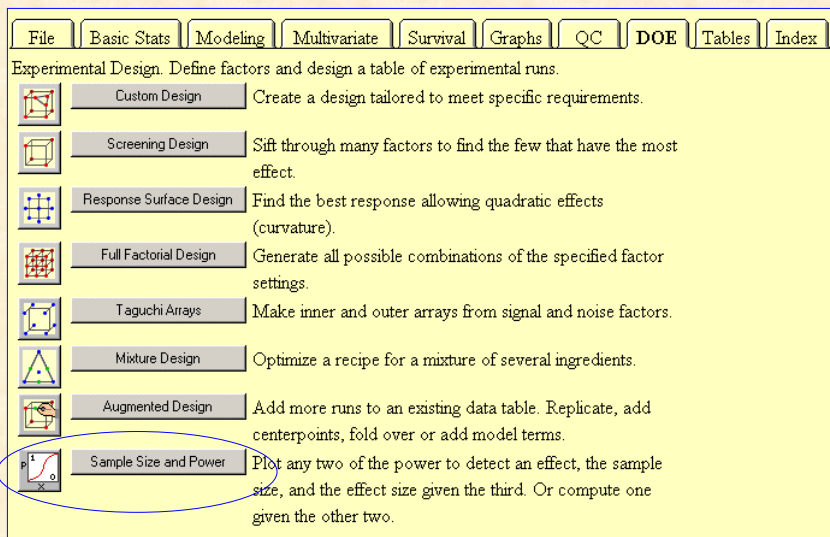 File Basic Stats Modeling Multivariate Survival Graphs QC DOE Tables Index
Experimental Design. Define factors and design a table of experimental runs.
Custom Design Create a design tailored to meet specific requirements.
Screening Design Sift through many factors to find the few that have the most
effect.
Response Surface Design Find the best response allowing quadratic effects
(curvature).
Full Factorial Design Generate all possible combinations of the specified factor
settings.
Taguchi Arrays Make inner and outer arrays from signal and noise factors.
Mixture Design Optimize a recipe for a mixture of several ingredients.
Augmented Design Add more runs to an existing data table. Replicate, add
centerpoints, fold over or add model terms.
P 1 0 X Sample Size and Power Plot any two of the power to detect an effect, the sample
size, and the effect size given the third. Or compute one
given the other two.